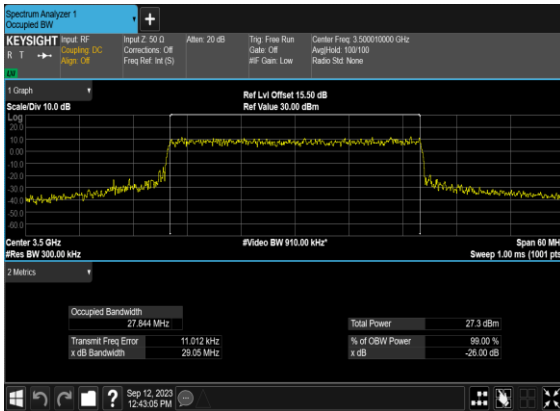 Spectrum Analyzer 1
Occupied BW
KEYSIGHT Input: RF Input Z: 50 Ω Atten: 20 dB Trig: Free Run Center Freq: 3.500010000 GHz
R T Coupling: DC Corrections: Off Gate: Off Avg|Hold: 100/100
Align: Off Freq Ref: Int (S) #IF Gain: Low Radio Std: None
1 Graph
Ref Lvl Offset 15.50 dB
Scale/Div 10.0 dB Ref Value 30.00 dBm
Log
20.0
10.0
0.00
-10.0
-20.0
-30.0
-40.0
-50.0
-60.0
Center 3.5 GHz #Video BW 910.00 kHz* Span 60 MH
#Res BW 300.00 kHz Sweep 1.00 ms (1001 pts
2 Metrics
Occupied Bandwidth
27.844 MHz Total Power 27.3 dBm
Transmit Freq Error 11.012 kHz % of OBW Power 99.00 %
x dB Bandwidth 29.05 MHz x dB -26.00 dB
Sep 12, 2023
12:43:05 PM